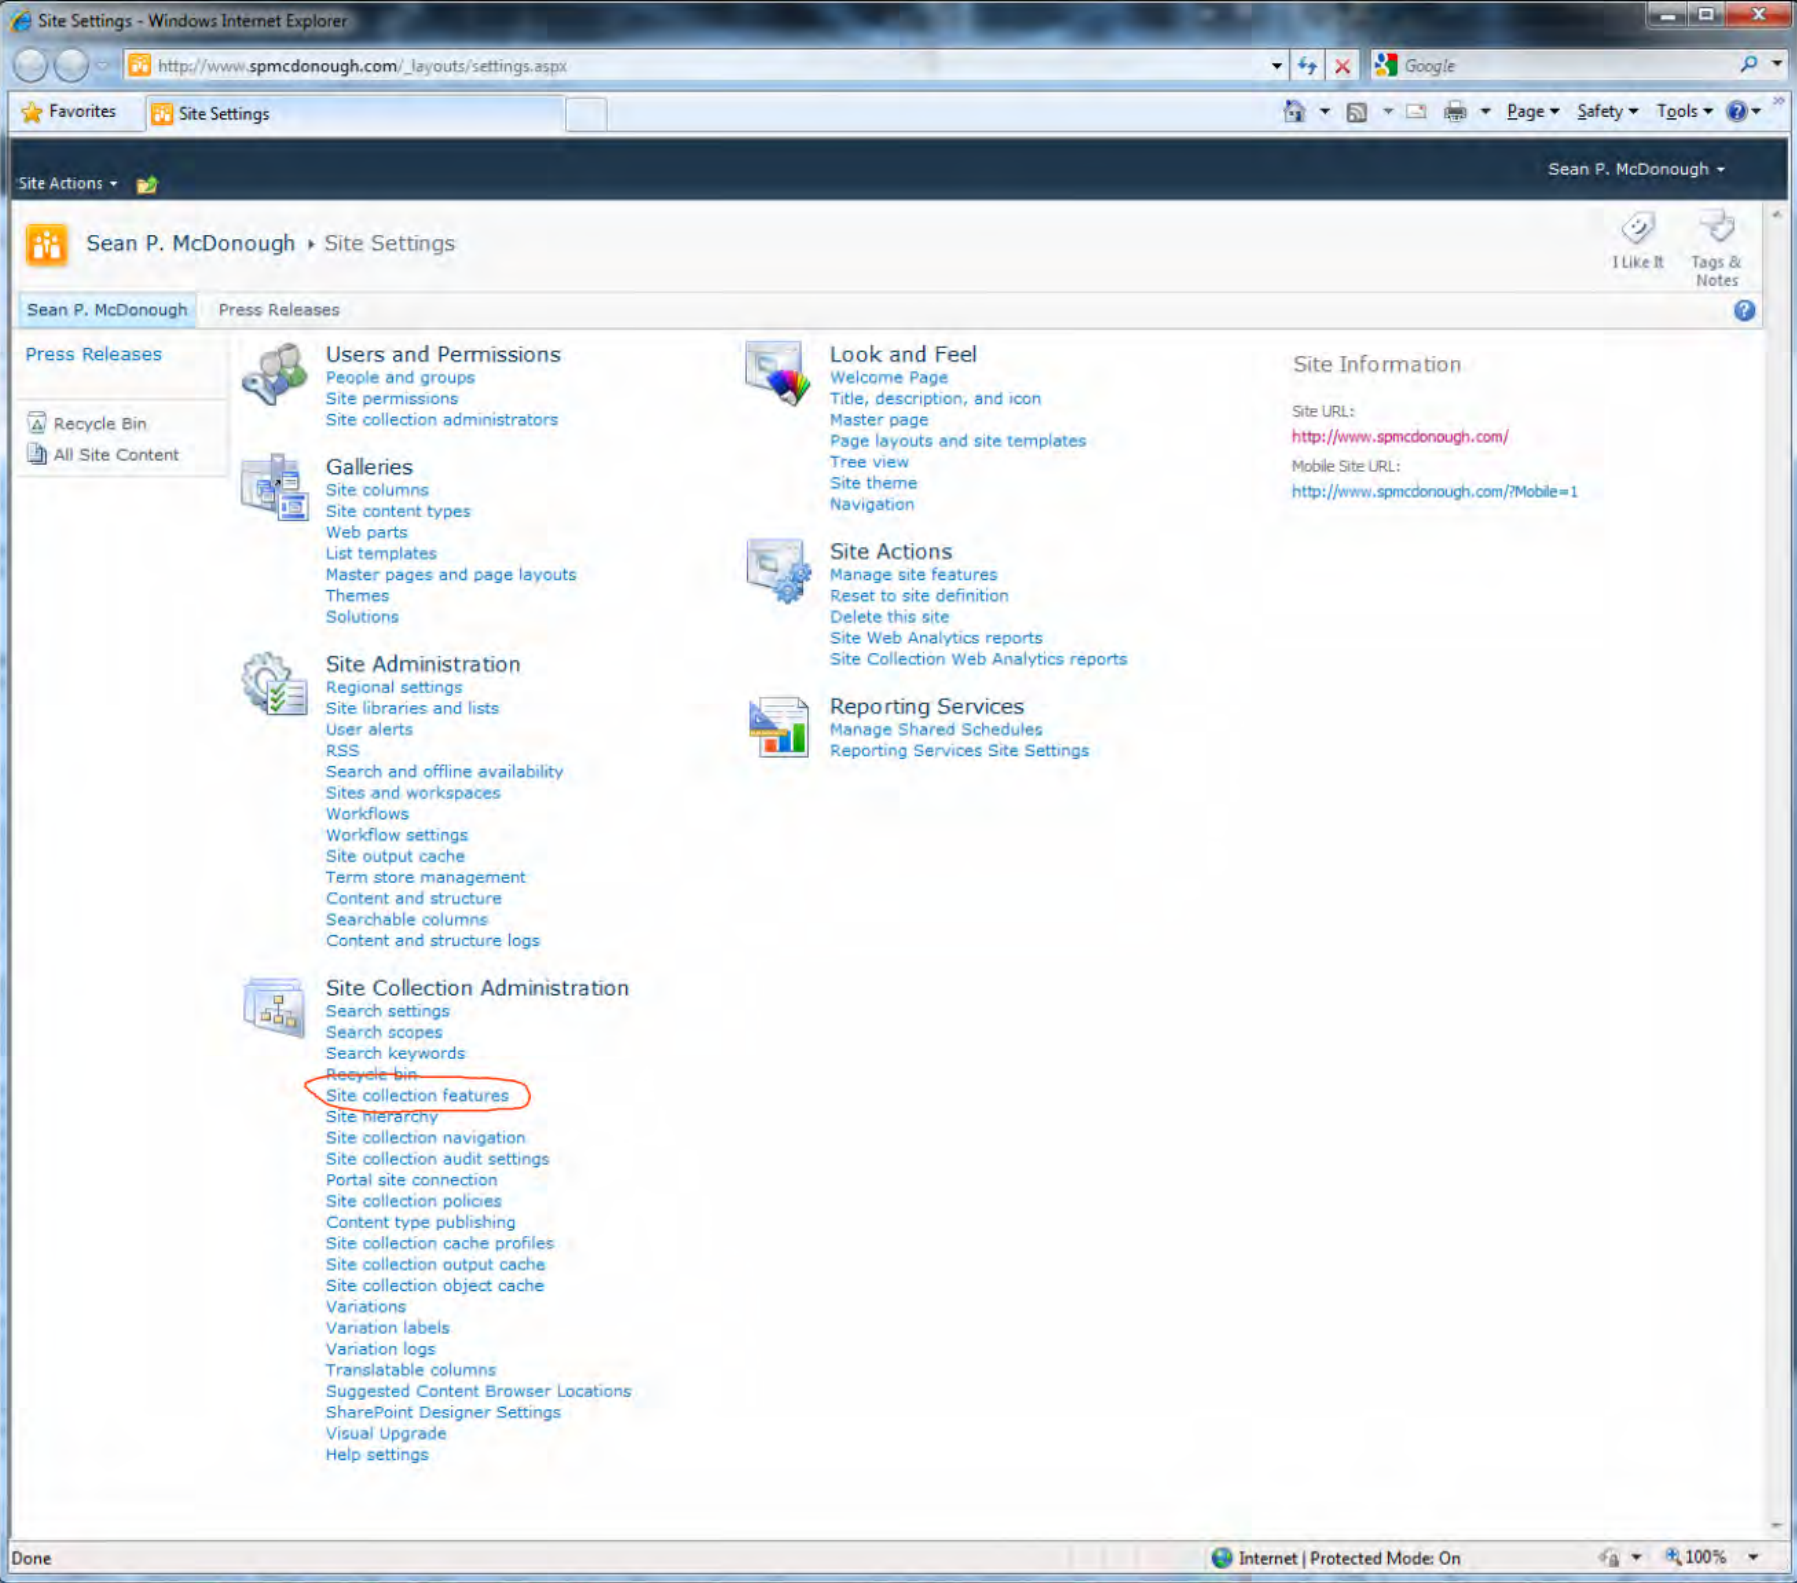 Site Settings - Windows Internet Explorer
http://www.spmcdonough.com/_layouts/settings.aspx
Google
Favorites
Site Settings
Page
Safety
Tools
Site Actions
Sean P. McDonough
Sean P. McDonough ▸ Site Settings
I Like It
Tags &
Notes
Sean P. McDonough
Press Releases
Press Releases
Recycle Bin
All Site Content
Users and Permissions
People and groups
Site permissions
Site collection administrators
Galleries
Site columns
Site content types
Web parts
List templates
Master pages and page layouts
Themes
Solutions
Site Administration
Regional settings
Site libraries and lists
User alerts
RSS
Search and offline availability
Sites and workspaces
Workflows
Workflow settings
Site output cache
Term store management
Content and structure
Searchable columns
Content and structure logs
Site Collection Administration
Search settings
Search scopes
Search keywords
Recycle bin
Site collection features
Site hierarchy
Site collection navigation
Site collection audit settings
Portal site connection
Site collection policies
Content type publishing
Site collection cache profiles
Site collection output cache
Site collection object cache
Variations
Variation labels
Variation logs
Translatable columns
Suggested Content Browser Locations
SharePoint Designer Settings
Visual Upgrade
Help settings
Look and Feel
Welcome Page
Title, description, and icon
Master page
Page layouts and site templates
Tree view
Site theme
Navigation
Site Actions
Manage site features
Reset to site definition
Delete this site
Site Web Analytics reports
Site Collection Web Analytics reports
Reporting Services
Manage Shared Schedules
Reporting Services Site Settings
Site Information
Site URL:
http://www.spmcdonough.com/
Mobile Site URL:
http://www.spmcdonough.com/?Mobile=1
Done
Internet | Protected Mode: On
100%